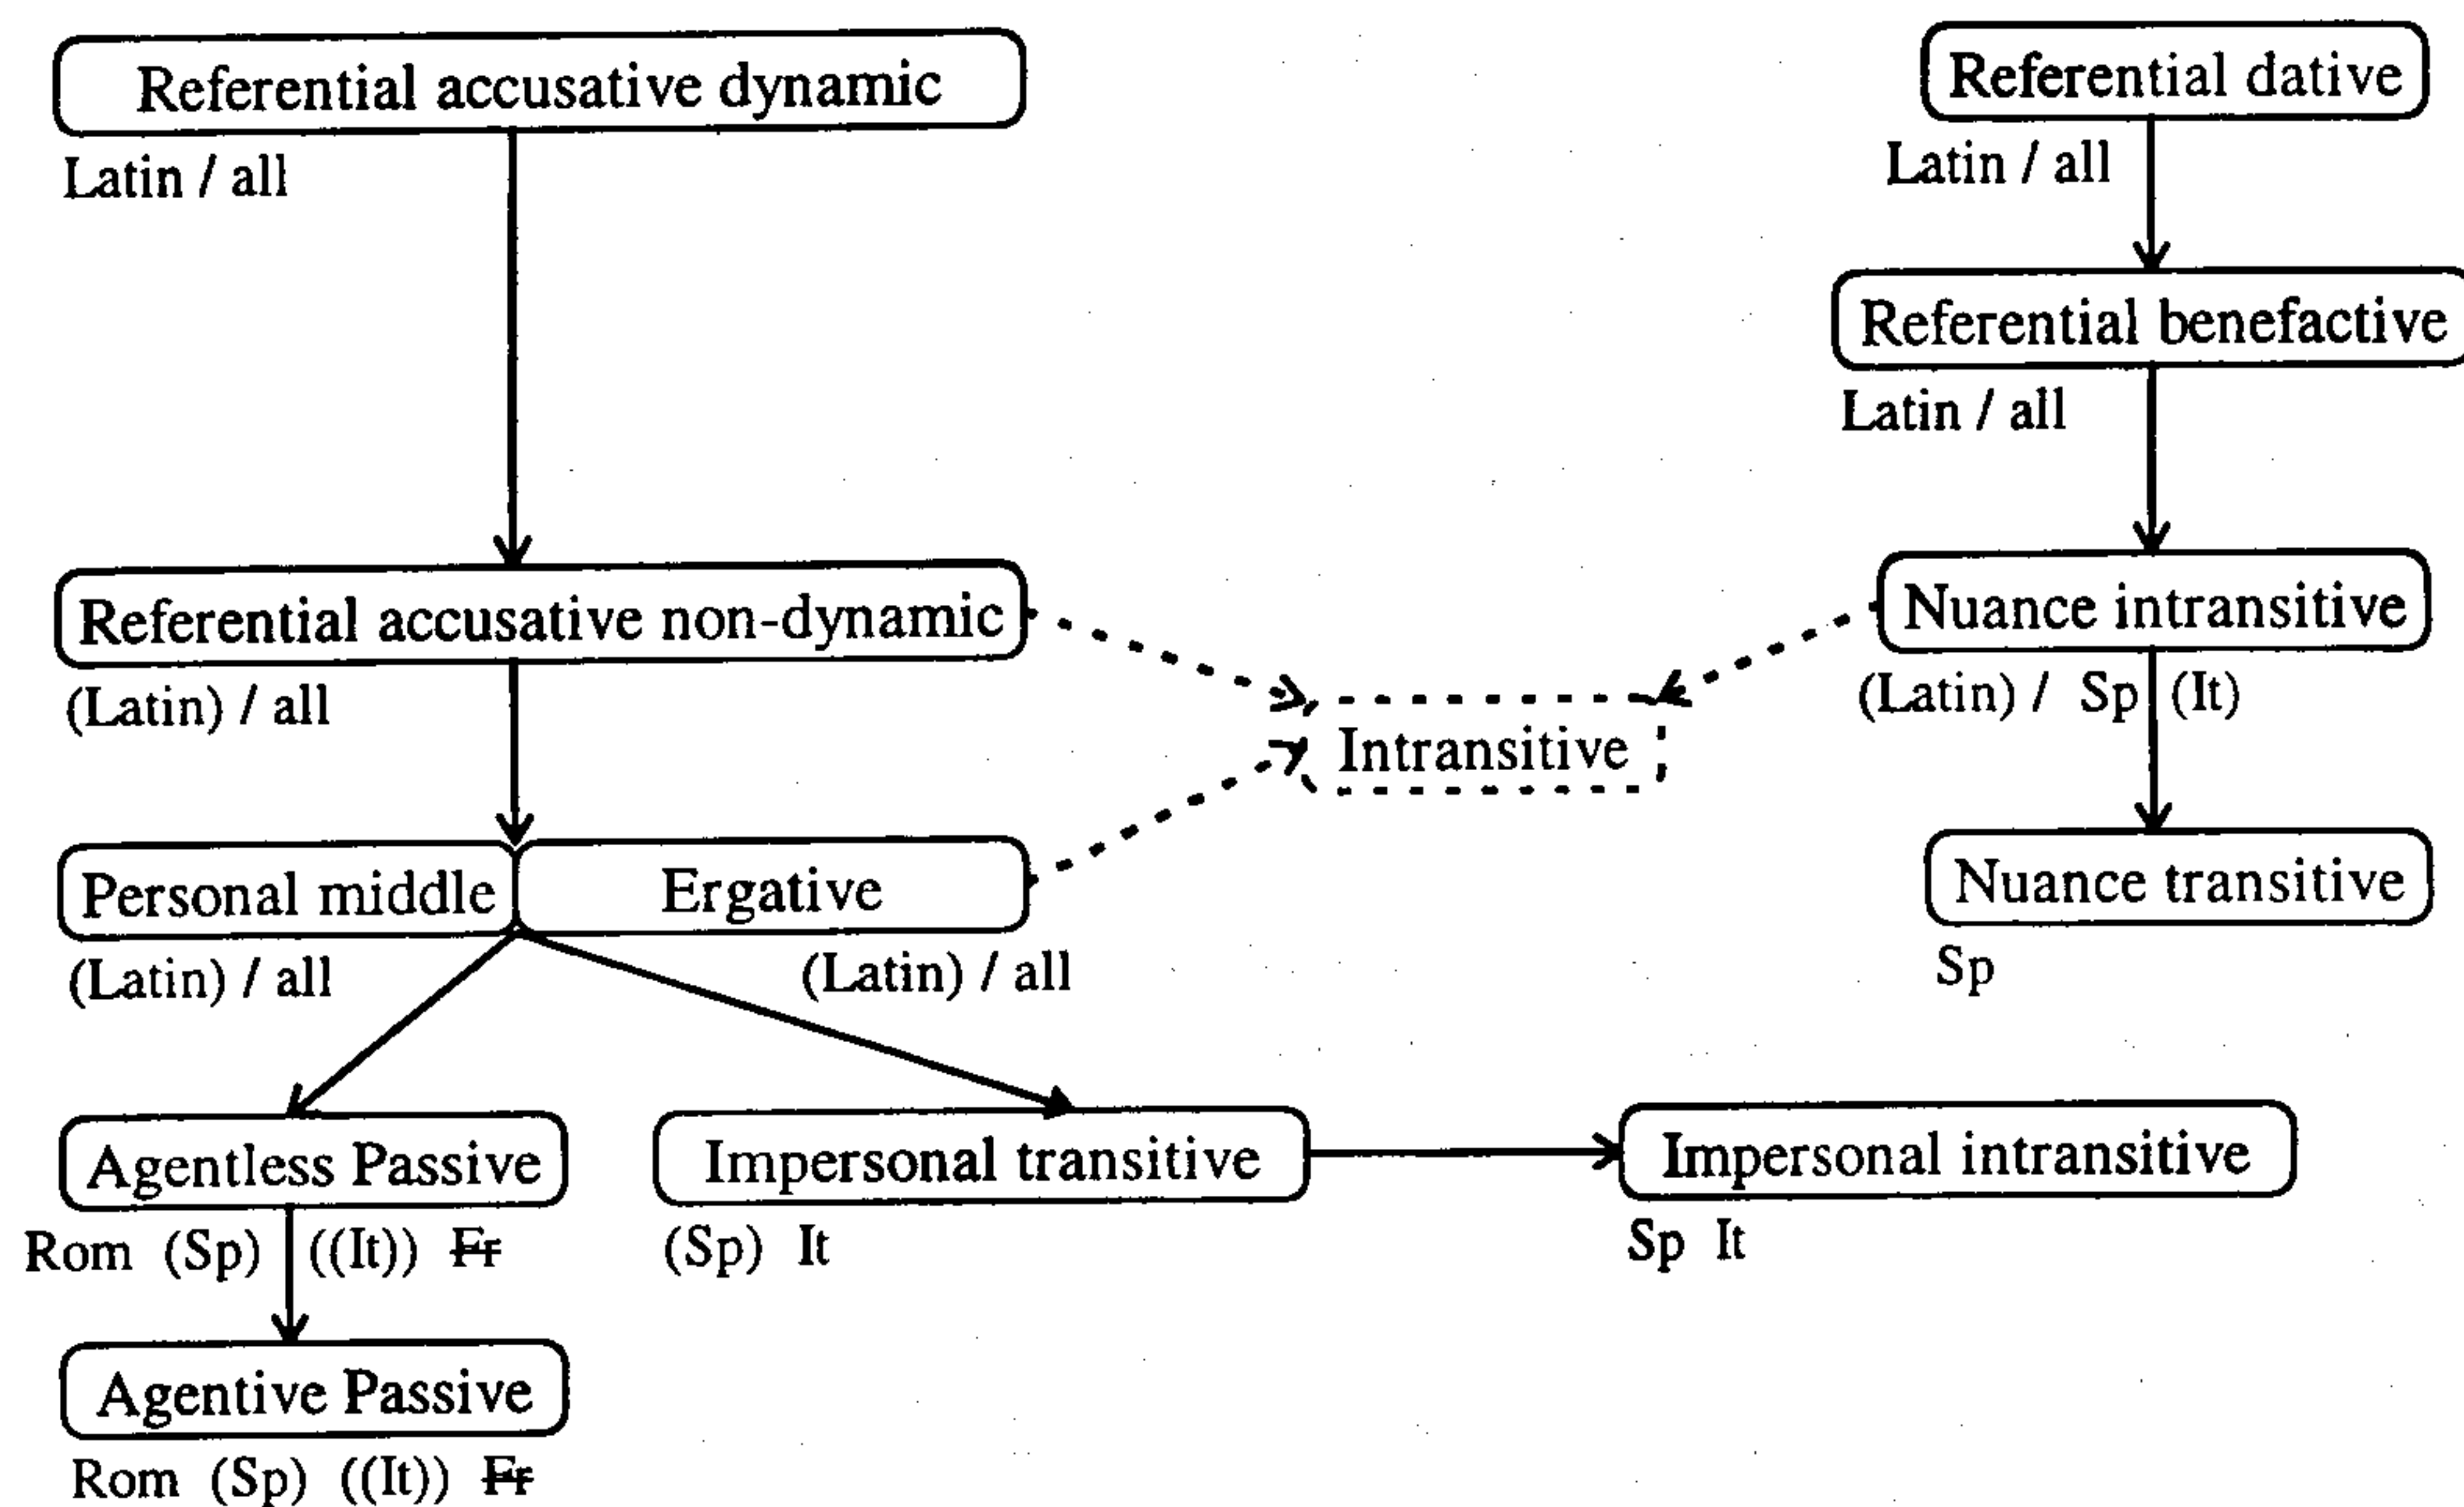 Referential accusative dynamic
Referential dative
Latin / all
Latin / all
Referential benefactive
Latin / all
Referential accusative non-dynamic
Nuance intransitive
(Latin) / all
(Latin) / Sp (It)
Intransitive
Personal middle
Ergative
Nuance transitive
(Latin) / all
(Latin) / all
Sp
Agentless Passive
Impersonal transitive
Impersonal intransitive
Rom (Sp) ((It)) Fr
(Sp) It
Sp It
Agentive Passive
Rom (Sp) ((It)) Fr